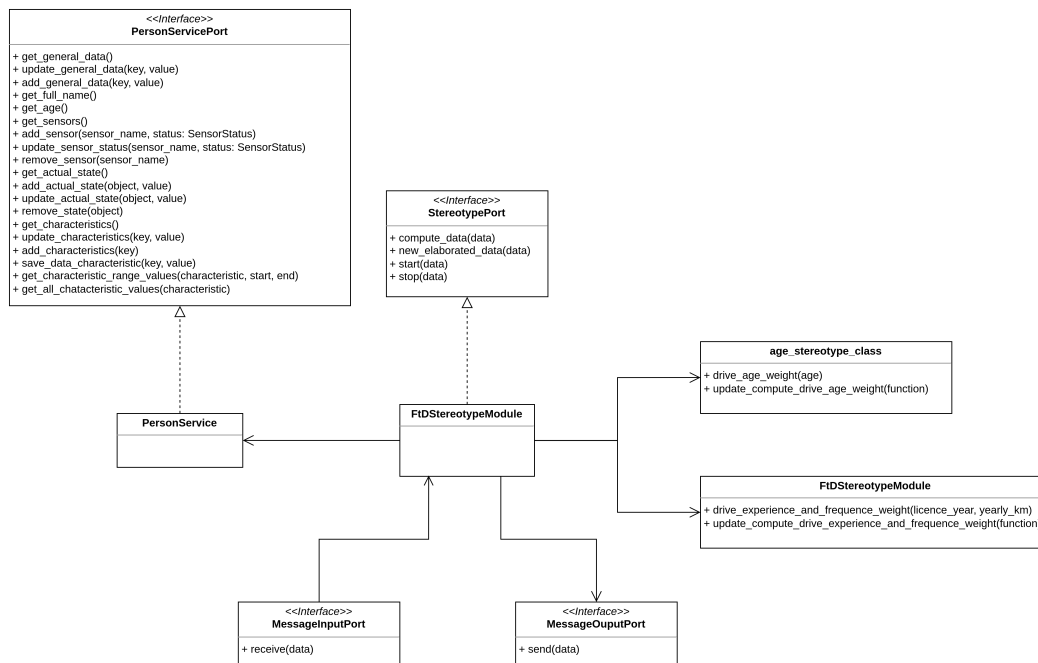 <<Interface>>
PersonServicePort
+ get_general_data()
+ update_general_data(key, value)
+ add_general_data(key, value)
+ get_full_name()
+ get_age()
+ get_sensors()
+ add_sensor(sensor_name, status: SensorStatus)
+ update_sensor_status(sensor_name, status: SensorStatus)
+ remove_sensor(sensor_name)
+ get_actual_state()
+ add_actual_state(object, value)
+ update_actual_state(object, value)
+ remove_state(object)
+ get_characteristics()
+ update_characteristics(key, value)
+ add_characteristics(key)
+ save_data_characteristic(key, value)
+ get_characteristic_range_values(characteristic, start, end)
+ get_all_chatacteristic_values(characteristic)
<<Interface>>
StereotypePort
+ compute_data(data)
+ new_elaborated_data(data)
+ start(data)
+ stop(data)
age_stereotype_class
+ drive_age_weight(age)
+ update_compute_drive_age_weight(function)
PersonService
FtDStereotypeModule
FtDStereotypeModule
+ drive_experience_and_frequence_weight(licence_year, yearly_km)
+ update_compute_drive_experience_and_frequence_weight(function
<<Interface>>
MessageInputPort
+ receive(data)
<<Interface>>
MessageOuputPort
+ send(data)